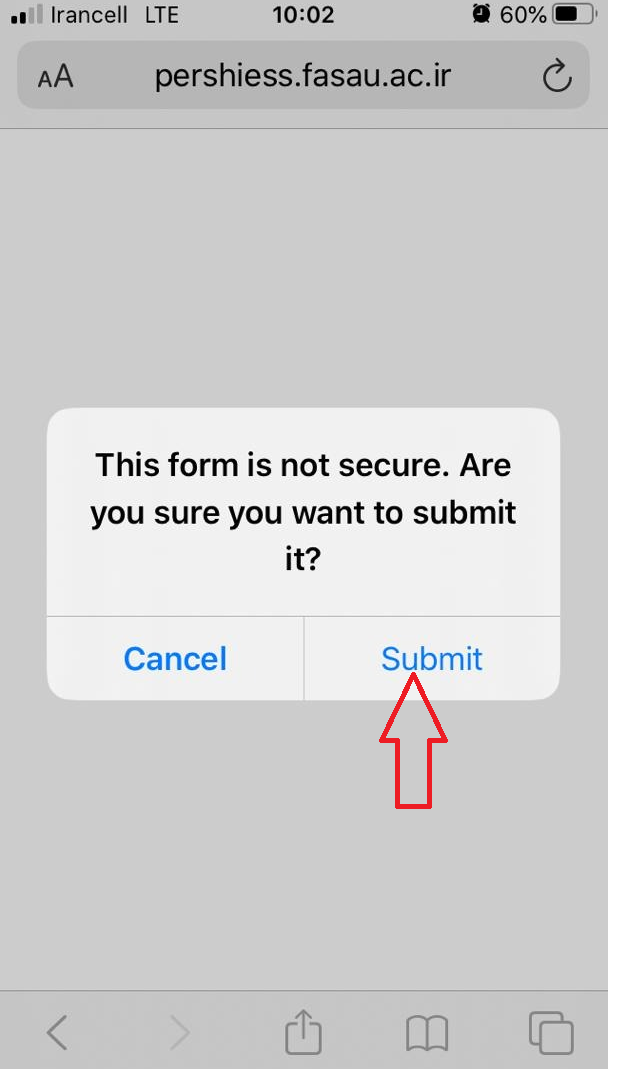 Irancell LTE 10:02 60%
AA pershiess.fasau.ac.ir
This form is not secure. Are
you sure you want to submit
it?
Cancel Submit